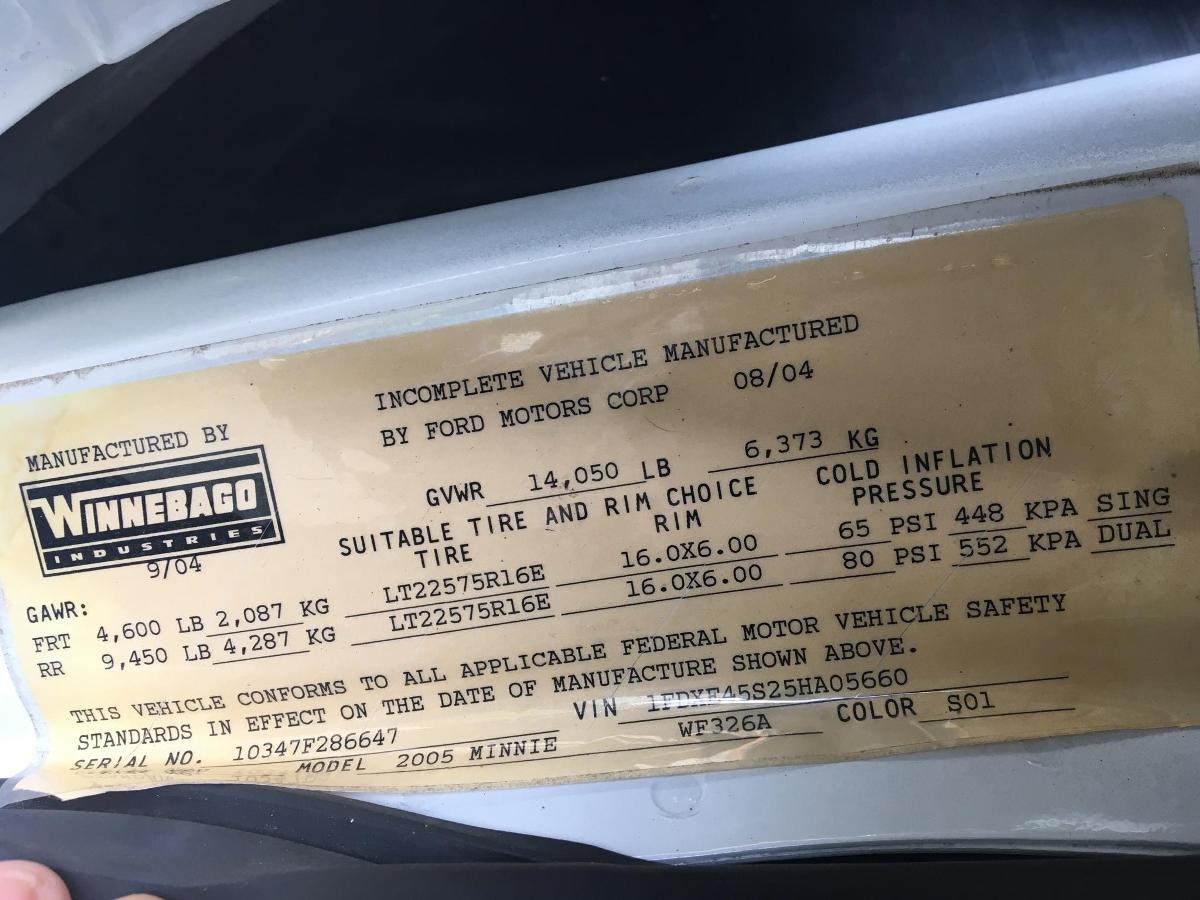 INCOMPLETE VEHICLE MANUFACTURED
BY FORD MOTORS CORP 08/04
MANUFACTURED BY
WINNEBAGO
INDUSTRIES
9/04
GVWR 14,050 LB 6,373 KG
SUITABLE TIRE AND RIM CHOICE COLD INFLATION
TIRE RIM PRESSURE
GAWR:
FRT 4,600 LB 2,087 KG LT22575R16E 16.0X6.00 65 PSI 448 KPA SING
RR 9,450 LB 4,287 KG LT22575R16E 16.0X6.00 80 PSI 552 KPA DUAL
THIS VEHICLE CONFORMS TO ALL APPLICABLE FEDERAL MOTOR VEHICLE SAFETY
STANDARDS IN EFFECT ON THE DATE OF MANUFACTURE SHOWN ABOVE.
SERIAL NO. 10347F286647 VIN 1FDXE45S25HA05660
MODEL 2005 MINNIE WF326A COLOR S01